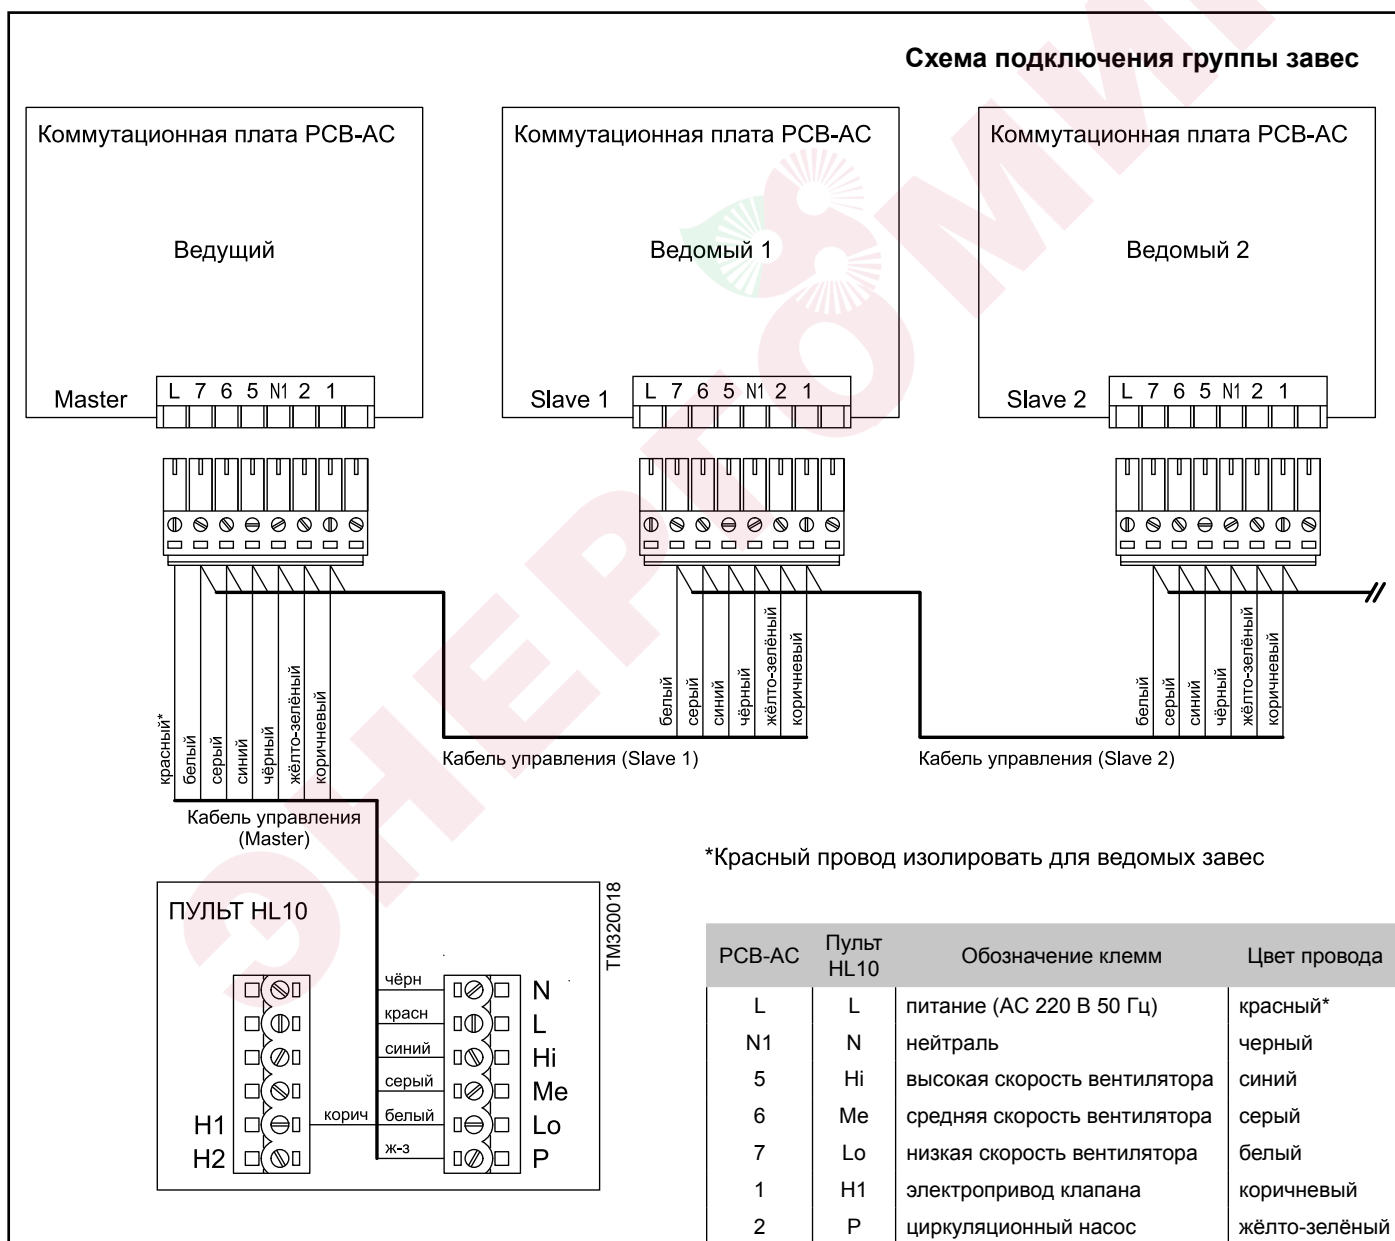 Схема подключения группы завес
Коммутационная плата PCB-AC
Коммутационная плата PCB-AC
Коммутационная плата PCB-AC
Ведущий
Ведомый 1
Ведомый 2
Master
L 7 6 5 N1 2 1
Slave 1
L 7 6 5 N1 2 1
Slave 2
L 7 6 5 N1 2 1
красный*
белый
серый
синий
чёрный
жёлто-зелёный
коричневый
белый
серый
синий
чёрный
жёлто-зелёный
коричневый
белый
серый
синий
чёрный
жёлто-зелёный
коричневый
Кабель управления (Slave 1)
Кабель управления (Slave 2)
Кабель управления
(Master)
*Красный провод изолировать для ведомых завес
ПУЛЬТ HL10
TM320018
чёрн N
красн L
синий Hi
серый Me
H1 корич белый Lo
H2 ж-з P
PCB-AC Пульт HL10 Обозначение клемм Цвет провода
L L питание (АС 220 В 50 Гц) красный*
N1 N нейтраль черный
5 Hi высокая скорость вентилятора синий
6 Me средняя скорость вентилятора серый
7 Lo низкая скорость вентилятора белый
1 H1 электропривод клапана коричневый
2 P циркуляционный насос жёлто-зелёный
ЭНЕРГОМИ